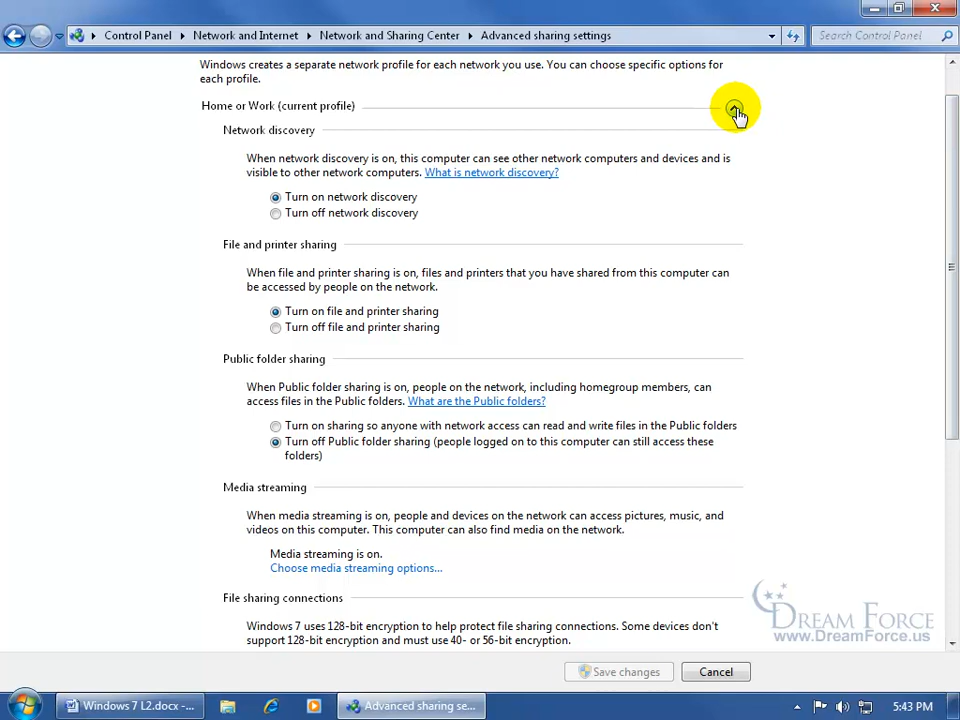 Control Panel
Network and Internet
Network and Sharing Center
Advanced sharing settings
Search Control Panel
Windows creates a separate network profile for each network you use. You can choose specific options for
each profile.
Home or Work (current profile)
Network discovery
When network discovery is on, this computer can see other network computers and devices and is
visible to other network computers. What is network discovery?
Turn on network discovery
Turn off network discovery
File and printer sharing
When file and printer sharing is on, files and printers that you have shared from this computer can
be accessed by people on the network.
Turn on file and printer sharing
Turn off file and printer sharing
Public folder sharing
When Public folder sharing is on, people on the network, including homegroup members, can
access files in the Public folders. What are the Public folders?
Turn on sharing so anyone with network access can read and write files in the Public folders
Turn off Public folder sharing (people logged on to this computer can still access these
folders)
Media streaming
When media streaming is on, people and devices on the network can access pictures, music, and
videos on this computer. This computer can also find media on the network.
Media streaming is on.
Choose media streaming options...
File sharing connections
Windows 7 uses 128-bit encryption to help protect file sharing connections. Some devices don't
support 128-bit encryption and must use 40- or 56-bit encryption.
DREAM FORCE
www.DreamForce.us
Save changes
Cancel
Windows 7 L2.docx -...
Advanced sharing se...
5:43 PM